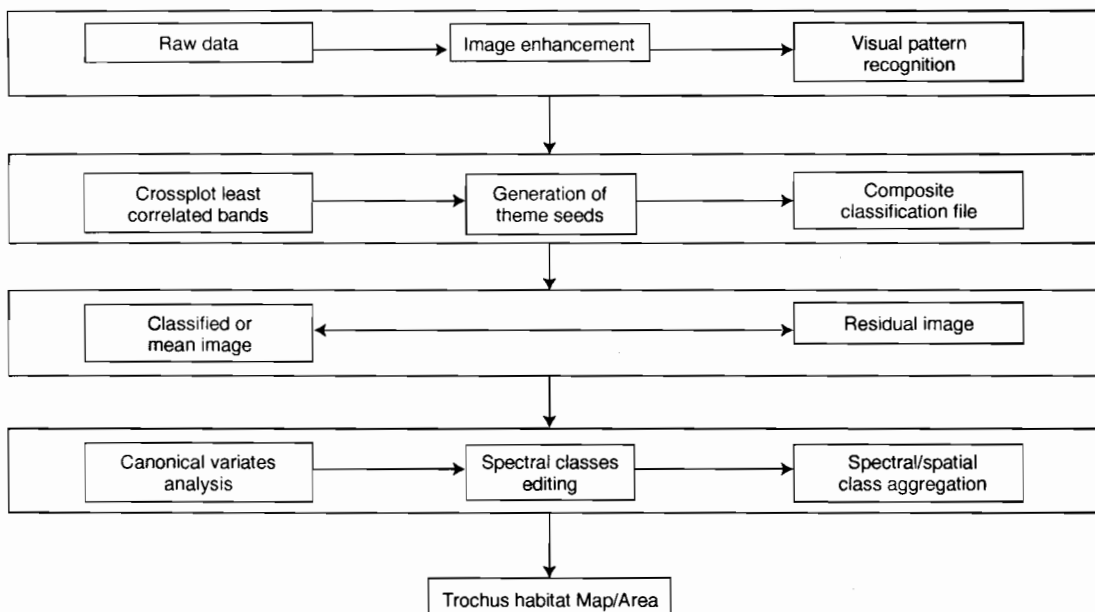 Raw data
Image enhancement
Visual pattern
recognition
Crossplot least
correlated bands
Generation of
theme seeds
Composite
classification file
Classified or
mean image
Residual image
Canonical variates
analysis
Spectral classes
editing
Spectral/spatial
class aggregation
Trochus habitat Map/Area